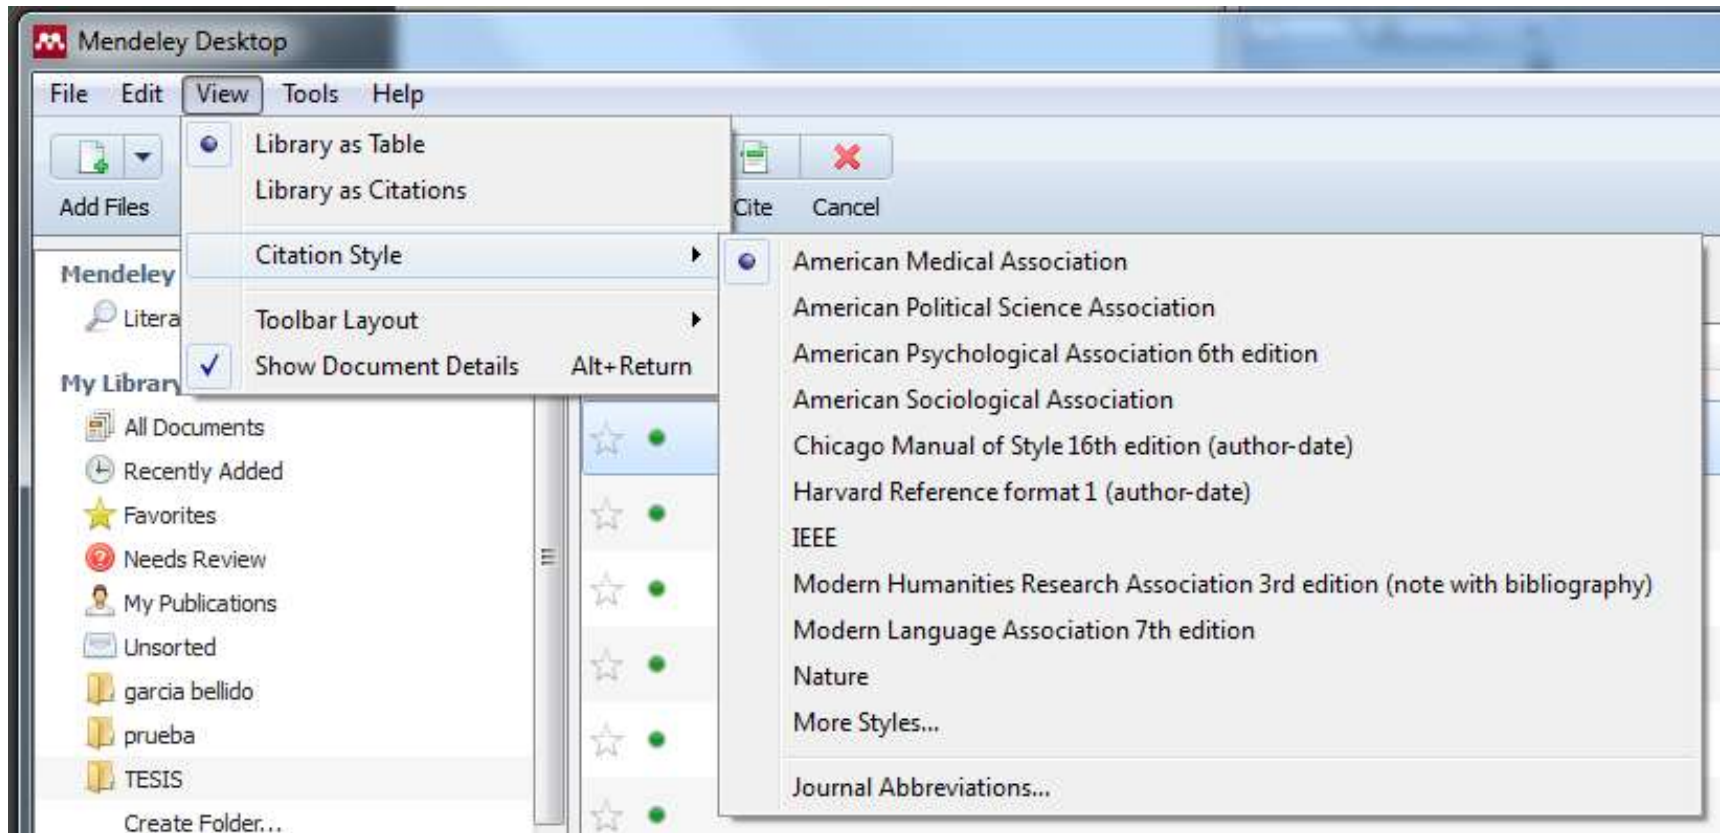 Mendeley Desktop
File Edit View Tools Help
Library as Table
Library as Citations
Citation Style
Toolbar Layout
Show Document Details Alt+Return
Add Files
Cite Cancel
American Medical Association
American Political Science Association
American Psychological Association 6th edition
American Sociological Association
Chicago Manual of Style 16th edition (author-date)
Harvard Reference format 1 (author-date)
IEEE
Modern Humanities Research Association 3rd edition (note with bibliography)
Modern Language Association 7th edition
Nature
More Styles...
Journal Abbreviations...
Mendeley
Litera
My Library
All Documents
Recently Added
Favorites
Needs Review
My Publications
Unsorted
garcia bellido
prueba
TESIS
Create Folder...